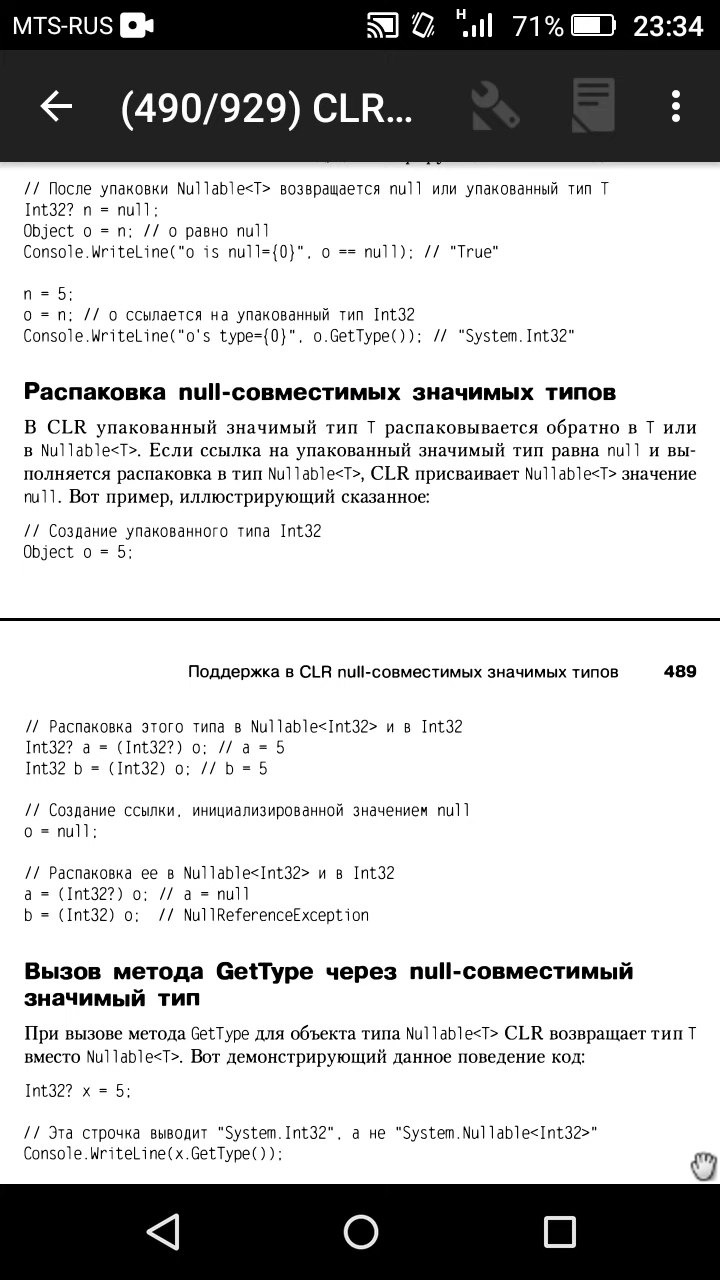 MTS-RUS H 71% 23:34
(490/929) CLR...
// После упаковки Nullable<T> возвращается null или упакованный тип T
Int32? n = null;
Object o = n; // o равно null
Console.WriteLine("o is null={0}", o == null); // "True"
n = 5;
o = n; // o ссылается на упакованный тип Int32
Console.WriteLine("o's type={0}", o.GetType()); // "System.Int32"
Распаковка null-совместимых значимых типов
В CLR упакованный значимый тип T распаковывается обратно в T или
в Nullable<T>. Если ссылка на упакованный значимый тип равна null и вы-
полняется распаковка в тип Nullable<T>, CLR присваивает Nullable<T> значение
null. Вот пример, иллюстрирующий сказанное:
// Создание упакованного типа Int32
Object o = 5;
Поддержка в CLR null-совместимых значимых типов 489
// Распаковка этого типа в Nullable<Int32> и в Int32
Int32? a = (Int32?) o; // a = 5
Int32 b = (Int32) o; // b = 5
// Создание ссылки, инициализированной значением null
o = null;
// Распаковка ее в Nullable<Int32> и в Int32
a = (Int32?) o; // a = null
b = (Int32) o; // NullReferenceException
Вызов метода GetType через null-совместимый
значимый тип
При вызове метода GetType для объекта типа Nullable<T> CLR возвращает тип T
вместо Nullable<T>. Вот демонстрирующий данное поведение код:
Int32? x = 5;
// Эта строчка выводит "System.Int32", а не "System.Nullable<Int32>"
Console.WriteLine(x.GetType());